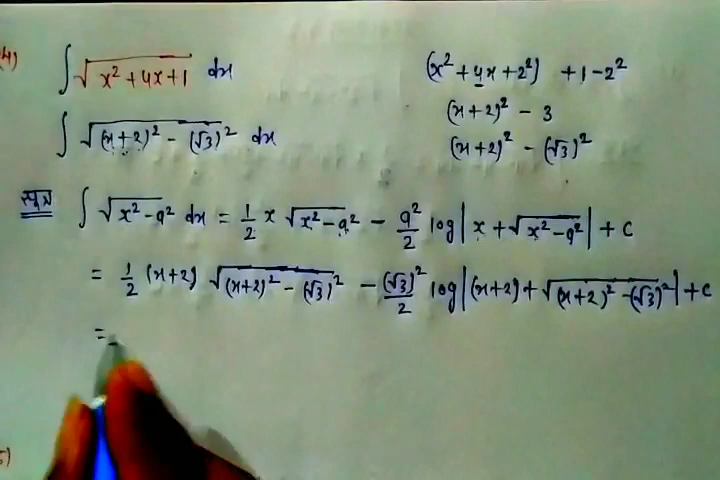 4) ∫√(x² + 4x + 1) dx
(x² + 4x + 2²) + 1 - 2²
(x + 2)² - 3
∫√((x + 2)² - (√3)²) dx
(x + 2)² - (√3)²
सूत्र ∫√(x² - a²) dx = 1/2 x √(x² - a²) - a²/2 log|x + √(x² - a²)| + c
= 1/2 (x + 2) √((x + 2)² - (√3)²) - (√3)²/2 log|(x + 2) + √((x + 2)² - (√3)²)| + c
=
5)